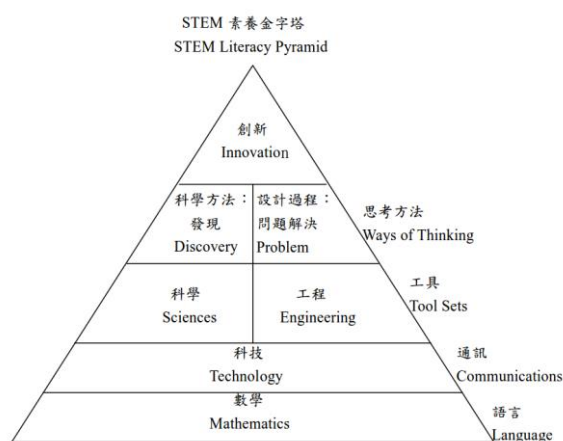 STEM 素養金字塔
STEM Literacy Pyramid
創新
Innovation
科學方法：
發現
Discovery
設計過程：
問題解決
Problem
思考方法
Ways of Thinking
科學
Sciences
工程
Engineering
工具
Tool Sets
科技
Technology
通訊
Communications
數學
Mathematics
語言
Language